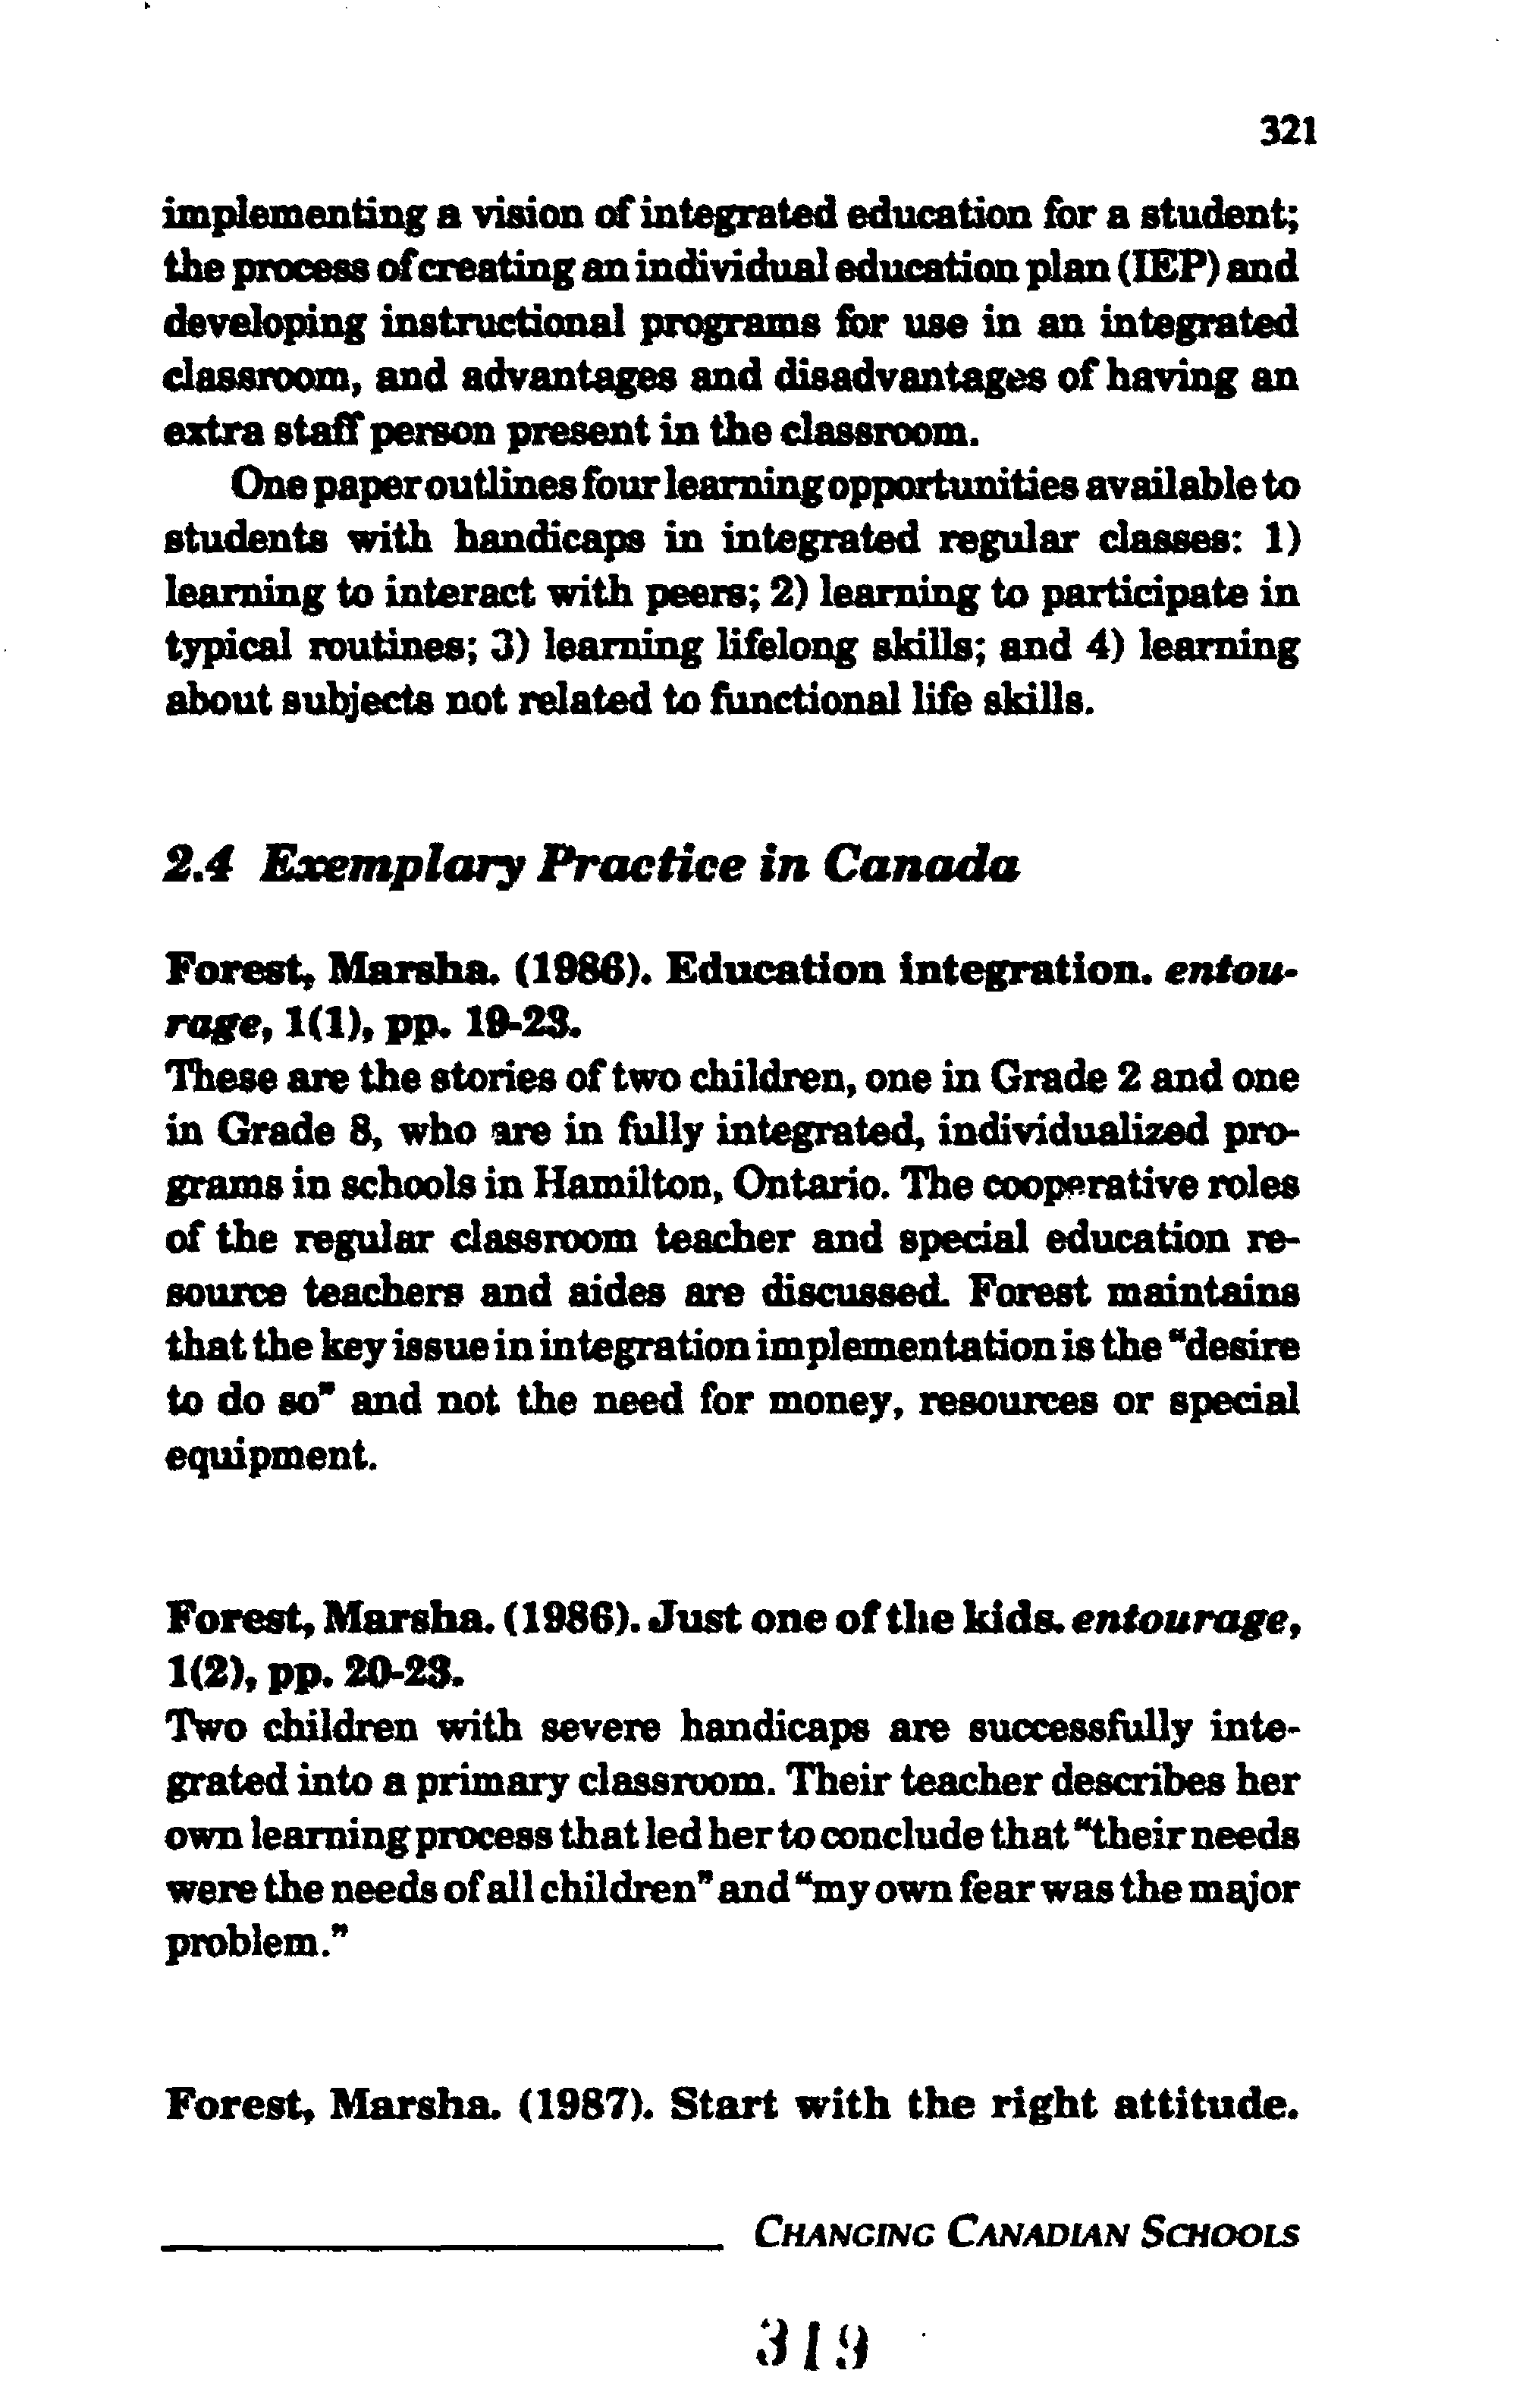 321
implementing a vision of integrated education for a student;
the process of creating an individual education plan (IEP) and
developing instructional programs for use in an integrated
classroom, and advantages and disadvantages of having an
extra staff person present in the classroom.
One paper outlines four learning opportunities available to
students with handicaps in integrated regular classes: 1)
learning to interact with peers; 2) learning to participate in
typical routines; 3) learning lifelong skills; and 4) learning
about subjects not related to functional life skills.
2.4 Exemplary Practice in Canada
Forest, Marsha. (1986). Education integration. entou-
rage, 1(1), pp. 19-23.
These are the stories of two children, one in Grade 2 and one
in Grade 8, who are in fully integrated, individualized pro-
grams in schools in Hamilton, Ontario. The cooperative roles
of the regular classroom teacher and special education re-
source teachers and aides are discussed. Forest maintains
that the key issue in integration implementation is the "desire
to do so" and not the need for money, resources or special
equipment.
Forest, Marsha. (1986). Just one of the kids. entourage,
1(2), pp. 20-23.
Two children with severe handicaps are successfully inte-
grated into a primary classroom. Their teacher describes her
own learning process that led her to conclude that "their needs
were the needs of all children" and "my own fear was the major
problem."
Forest, Marsha. (1987). Start with the right attitude.
CHANGING CANADIAN SCHOOLS
319